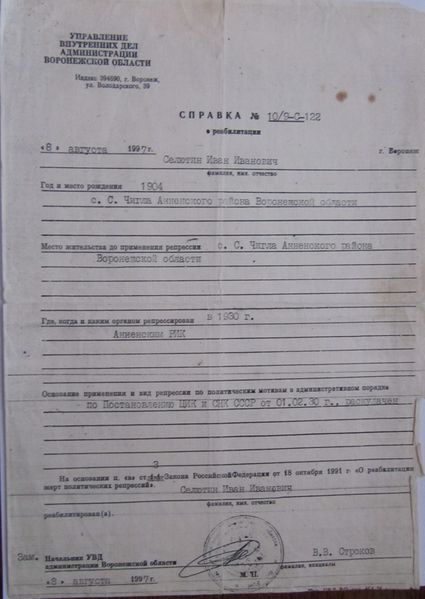 УПРАВЛЕНИЕ
ВНУТРЕННИХ ДЕЛ
АДМИНИСТРАЦИИ
ВОРОНЕЖСКОЙ ОБЛАСТИ
Индекс 394690, г. Воронеж,
ул. Володарского, 39
СПРАВКА № 10/9-С-122
о реабилитации
«8» августа 1997г. г. Воронеж
Селютин Иван Иванович
фамилия, имя, отчество
Год и место рождения 1904
с. С. Чигла Анненского района Воронежской области
Место жительства до применения репрессии с. С. Чигла Анненского района
Воронежской области
Где, когда и каким органом репрессирован в 1930 г.
Анненским РИК
Основание применения и вид репрессии по политическим мотивам в административном порядке
- по Постановлению ЦИК и СНК СССР от 01.02.30 г., раскулачен
3
На основании п. «в» ст. Закона Российской Федерации от 18 октября 1991 г. «О реабилитации
жертв политических репрессий».
Селютин Иван Иванович
фамилия, имя, отчество
реабилитирован(а).
Зам. Начальник УВД
администрации Воронежской области В.В. Отроков
М. П. фамилия, инициалы
«8» августа 1997г.